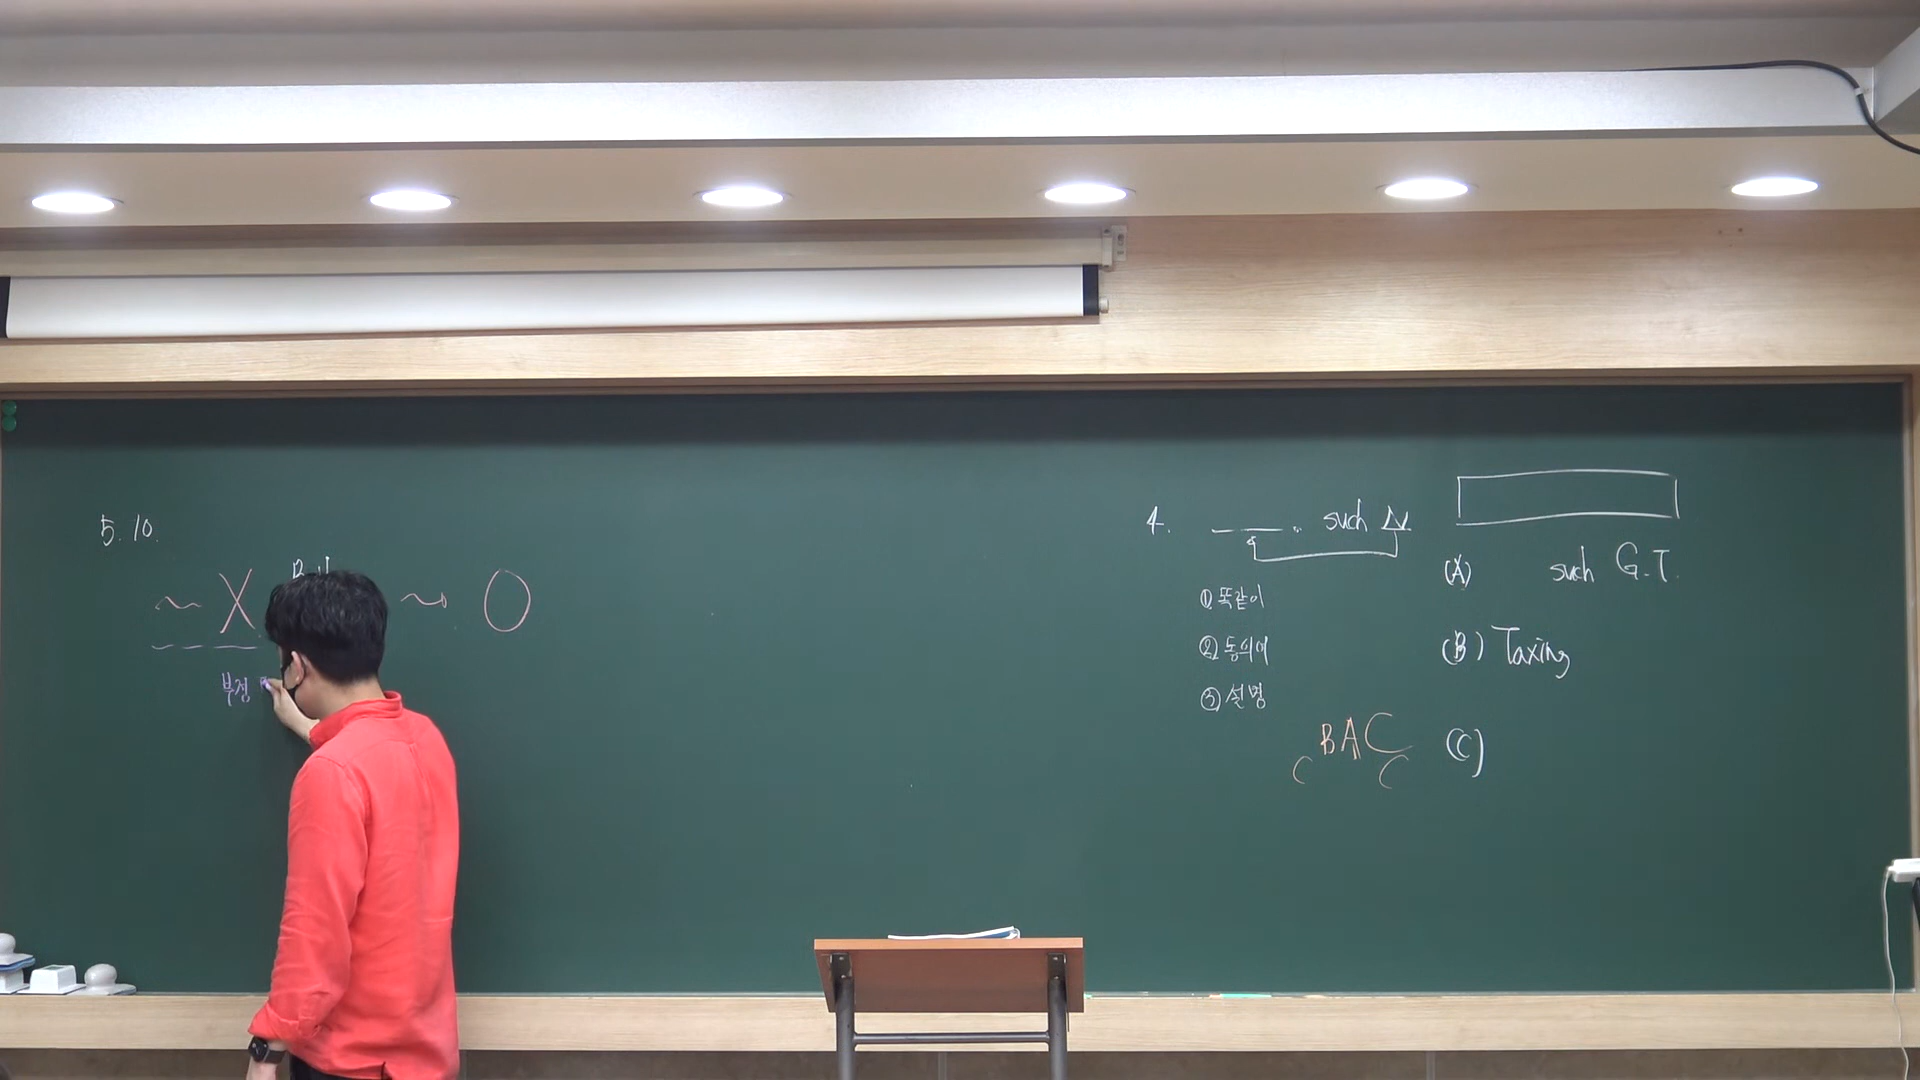 5. 10.
~ X ~ O
부정
4. such N
① 똑같이
② 동의어
③ 설명
(A) such G.T.
(B) Taxing
BAC
C C
(C)